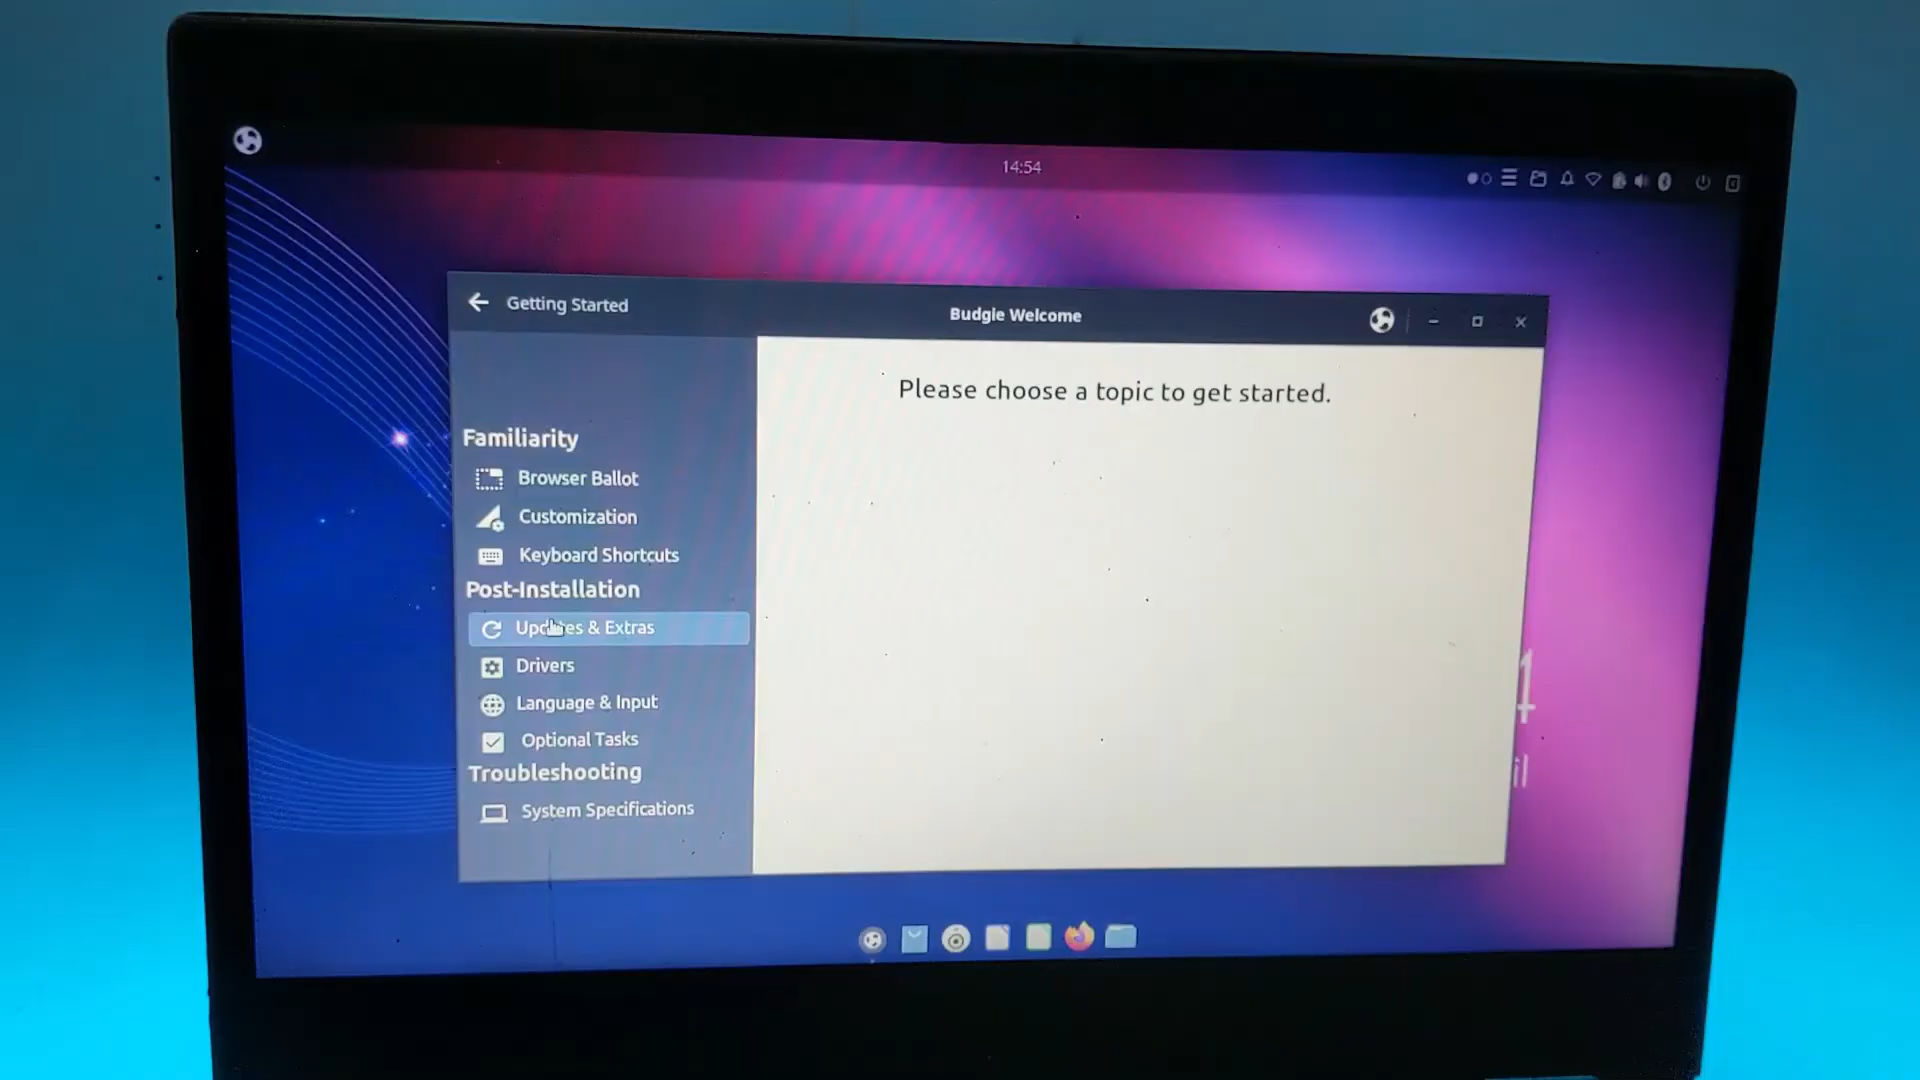 14:54
Getting Started
Budgie Welcome
Please choose a topic to get started.
Familiarity
Browser Ballot
Customization
Keyboard Shortcuts
Post-Installation
Updates & Extras
Drivers
Language & Input
Optional Tasks
Troubleshooting
System Specifications